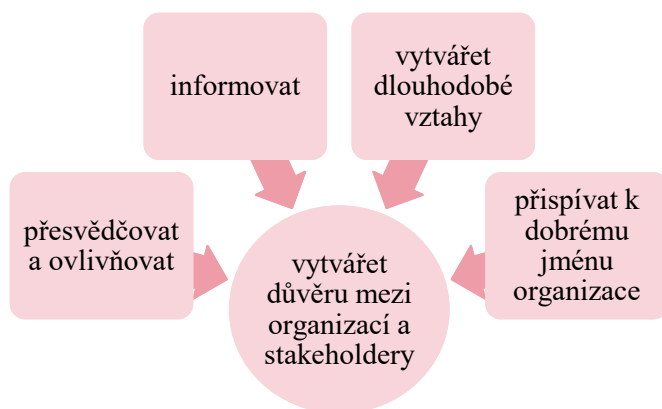 informovat
vytvářet
dlouhodobé
vztahy
přesvědčovat
a ovlivňovat
přispívat k
dobrému
jménu
organizace
vytvářet
důvěru mezi
organizací a
stakeholdery